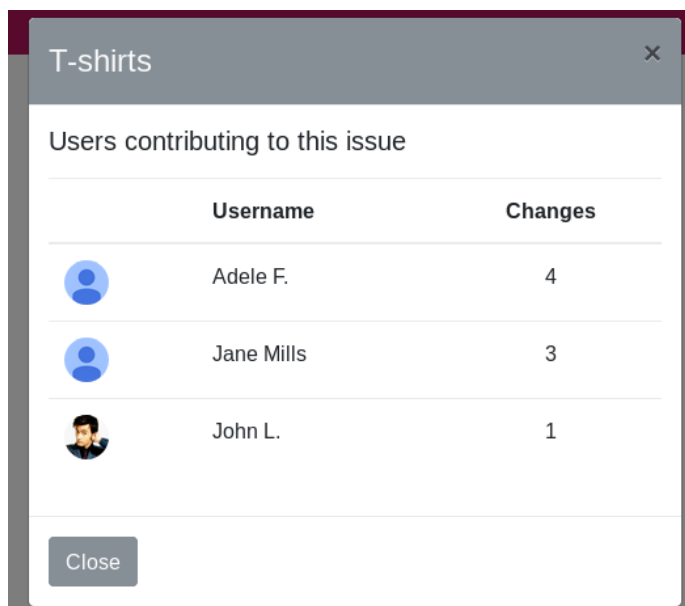 T-shirts ×
Users contributing to this issue
Username Changes
Adele F. 4
Jane Mills 3
John L. 1
Close